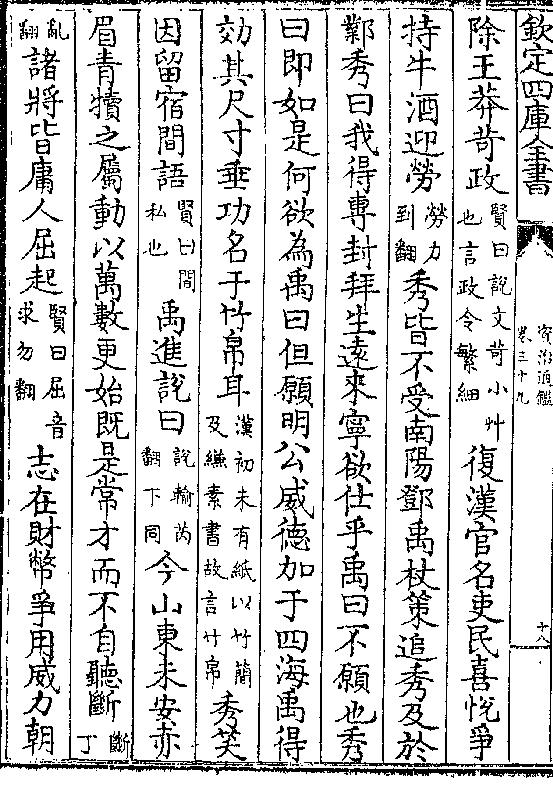 欽定四庫全書
資治通鑑
卷三十九
十八
除王莽苛政賢曰説文苛小艸也言政令繁細復漢官名吏民喜悦爭
持牛酒迎勞勞力到翻秀皆不受南陽鄧禹杖策追秀及於
鄴秀曰我得專封拜生遠來寧欲仕乎禹曰不願也秀
曰即如是何欲為禹曰但願明公威德加于四海禹得
效其尺寸垂功名于竹帛耳漢初未有紙以竹簡及縑素書故言竹帛秀笑
因留宿間語賢曰間私也禹進説曰説輸芮翻下同今山東未安赤
眉青犢之屬動以萬數更始既是常才而不自聽斷斷丁
亂翻諸將皆庸人屈起賢曰屈音求勿翻志在財幣爭用威力朝